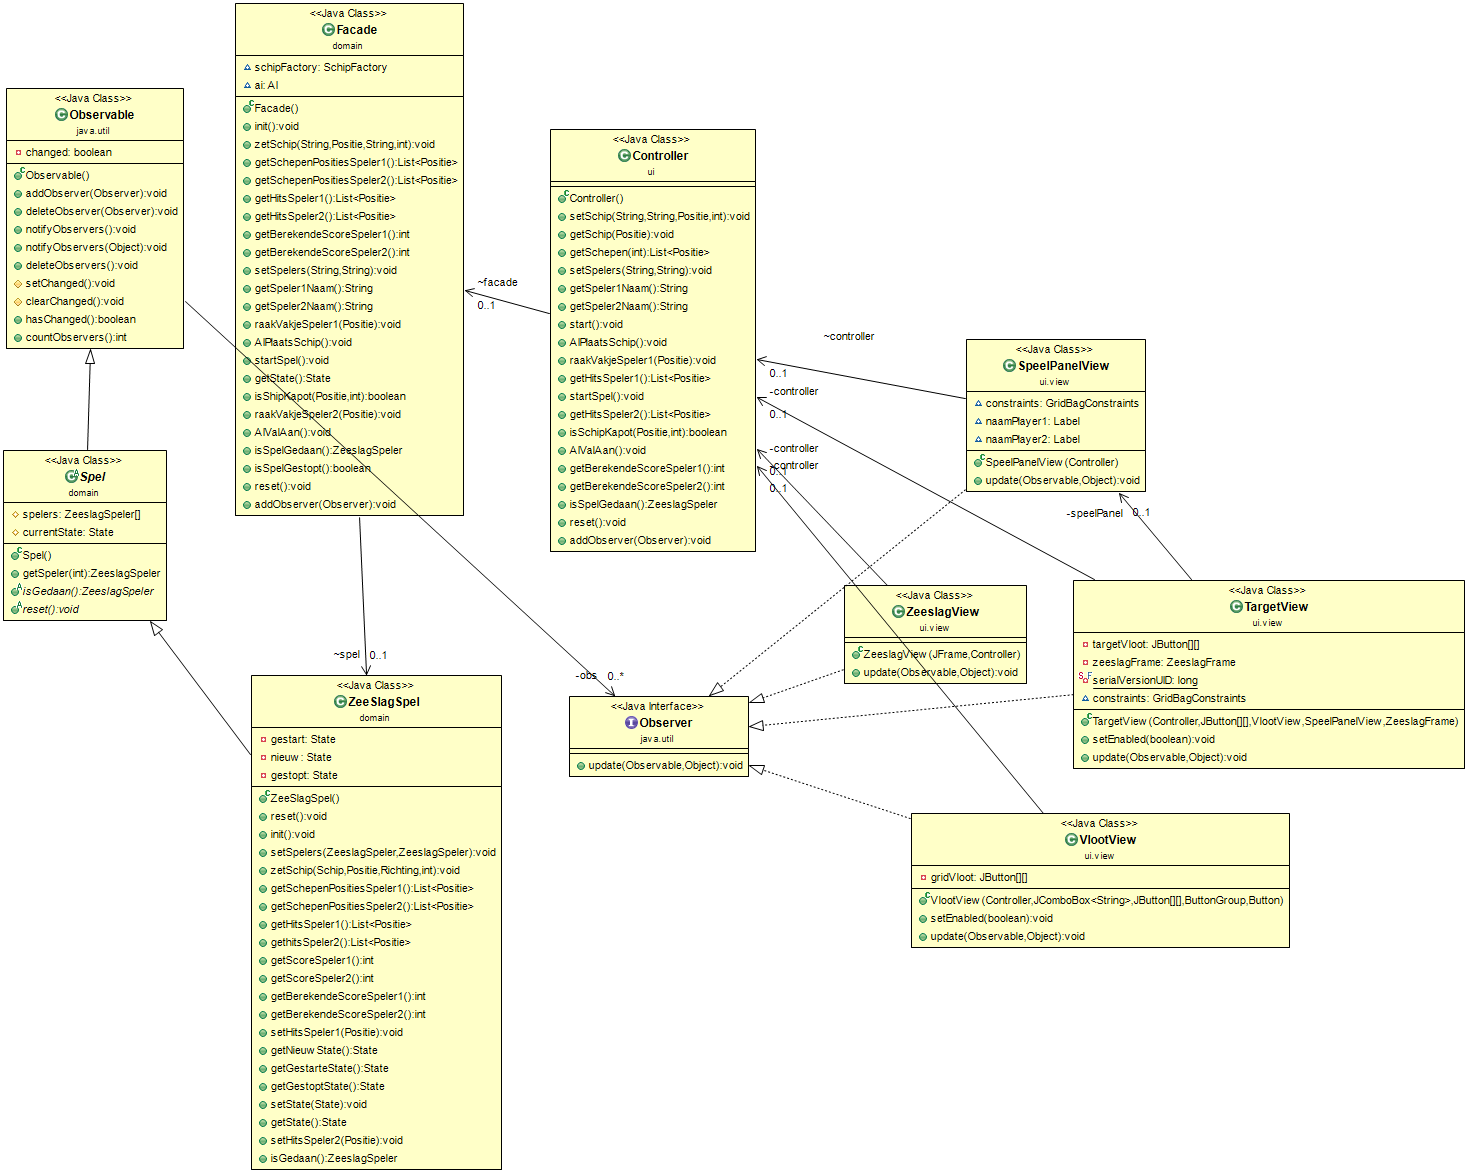 <<Java Class>>
Facade
domain
schipFactory: SchipFactory
ai: AI
Facade()
init():void
zetSchip(String,Positie,String,int):void
getSchepenPositiesSpeler1():List<Positie>
getSchepenPositiesSpeler2():List<Positie>
getHitsSpeler1():List<Positie>
getHitsSpeler2():List<Positie>
getBerekendeScoreSpeler1():int
getBerekendeScoreSpeler2():int
setSpelers(String,String):void
getSpeler1Naam():String
getSpeler2Naam():String
raakVakjeSpeler1(Positie):void
AIPlaatsSchip():void
startSpel():void
getState():State
isShipKapot(Positie,int):boolean
raakVakjeSpeler2(Positie):void
AIValAan():void
isSpelGedaan():ZeeslagSpeler
isSpelGestopt():boolean
reset():void
addObserver(Observer):void
<<Java Class>>
Observable
java.util
changed: boolean
Observable()
addObserver(Observer):void
deleteObserver(Observer):void
notifyObservers():void
notifyObservers(Object):void
deleteObservers():void
setChanged():void
clearChanged():void
hasChanged():boolean
countObservers():int
<<Java Class>>
Controller
ui
Controller()
setSchip(String,String,Positie,int):void
getSchip(Positie):void
getSchepen(int):List<Positie>
setSpelers(String,String):void
getSpeler1Naam():String
getSpeler2Naam():String
start():void
AIPlaatsSchip():void
raakVakjeSpeler1(Positie):void
getHitsSpeler1():List<Positie>
startSpel():void
getHitsSpeler2():List<Positie>
isSchipKapot(Positie,int):boolean
AIValAan():void
getBerekendeScoreSpeler1():int
getBerekendeScoreSpeler2():int
isSpelGedaan():ZeeslagSpeler
reset():void
addObserver(Observer):void
~facade
0..1
~controller
0..1
-controller
0..1
-controller
0..1
-controller
0..1
<<Java Class>>
SpeelPanelView
ui.view
constraints: GridBagConstraints
naamPlayer1: Label
naamPlayer2: Label
SpeelPanelView(Controller)
update(Observable,Object):void
-speelPanel
0..1
<<Java Class>>
Spel
domain
spelers: ZeeslagSpeler[]
currentState: State
Spel()
getSpeler(int):ZeeslagSpeler
isGedaan():ZeeslagSpeler
reset():void
<<Java Class>>
ZeeslagView
ui.view
ZeeslagView(JFrame,Controller)
update(Observable,Object):void
<<Java Class>>
TargetView
ui.view
targetVloot: JButton[][]
zeeslagFrame: ZeeslagFrame
serialVersionUID: long
constraints: GridBagConstraints
TargetView(Controller,JButton[][],VlootView,SpeelPanelView,ZeeslagFrame)
setEnabled(boolean):void
update(Observable,Object):void
~spel
0..1
-obs
0..*
<<Java Class>>
ZeeSlagSpel
domain
gestart: State
nieuw: State
gestopt: State
ZeeSlagSpel()
reset():void
init():void
setSpelers(ZeeslagSpeler,ZeeslagSpeler):void
zetSchip(Schip,Positie,Richting,int):void
getSchepenPositiesSpeler1():List<Positie>
getSchepenPositiesSpeler2():List<Positie>
getHitsSpeler1():List<Positie>
gethitsSpeler2():List<Positie>
getScoreSpeler1():int
getScoreSpeler2():int
getBerekendeScoreSpeler1():int
getBerekendeScoreSpeler2():int
setHitsSpeler1(Positie):void
getNieuwState():State
getGestarteState():State
getGestoptState():State
setState(State):void
getState():State
setHitsSpeler2(Positie):void
isGedaan():ZeeslagSpeler
<<Java Interface>>
Observer
java.util
update(Observable,Object):void
<<Java Class>>
VlootView
ui.view
gridVloot: JButton[][]
VlootView(Controller,JComboBox<String>,JButton[][],ButtonGroup,Button)
setEnabled(boolean):void
update(Observable,Object):void